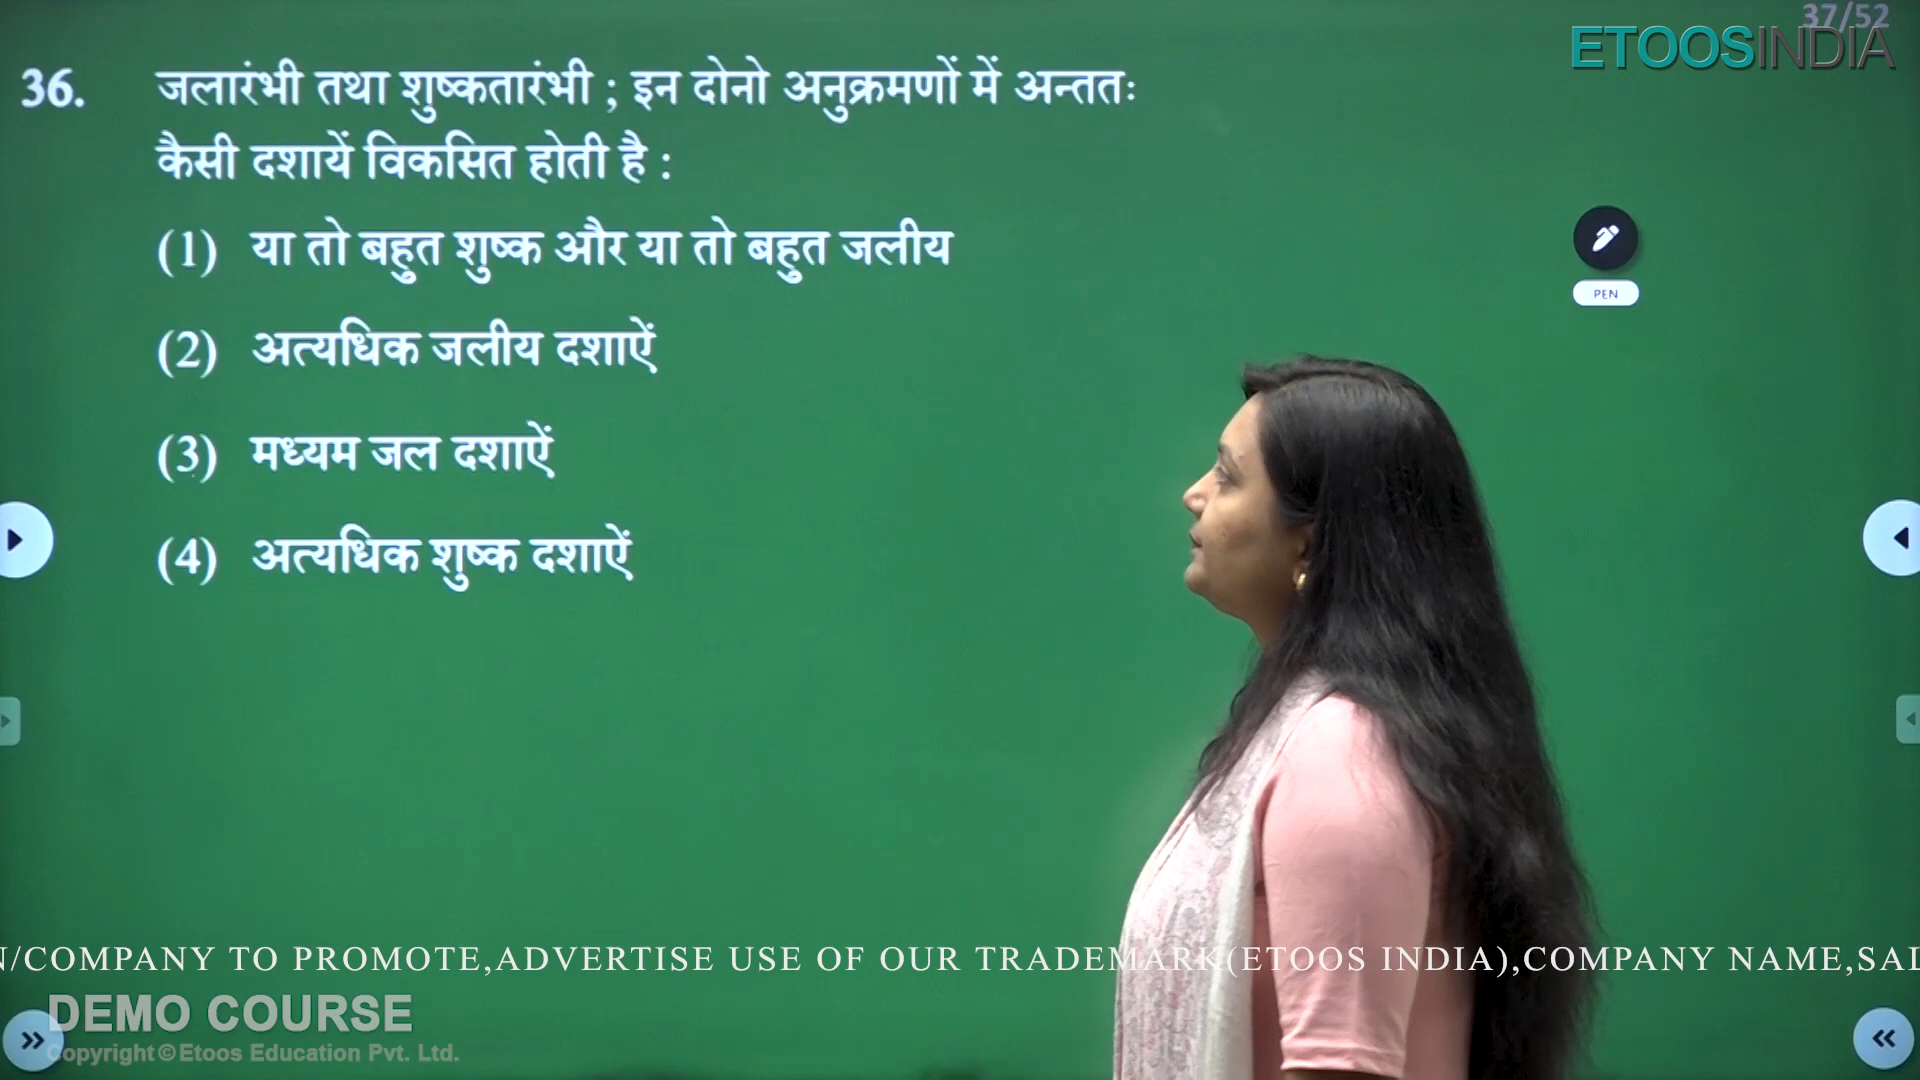 37/52
ETOOSINDIA
36. जलारंभी तथा शुष्कतारंभी ; इन दोनो अनुक्रमणों में अन्ततः
कैसी दशायें विकसित होती है :
(1) या तो बहुत शुष्क और या तो बहुत जलीय
PEN
(2) अत्यधिक जलीय दशाऐं
(3) मध्यम जल दशाऐं
(4) अत्यधिक शुष्क दशाऐं
N/COMPANY TO PROMOTE,ADVERTISE USE OF OUR TRADEMARK(ETOOS INDIA),COMPANY NAME,SAL
DEMO COURSE
Copyright © Etoos Education Pvt. Ltd.